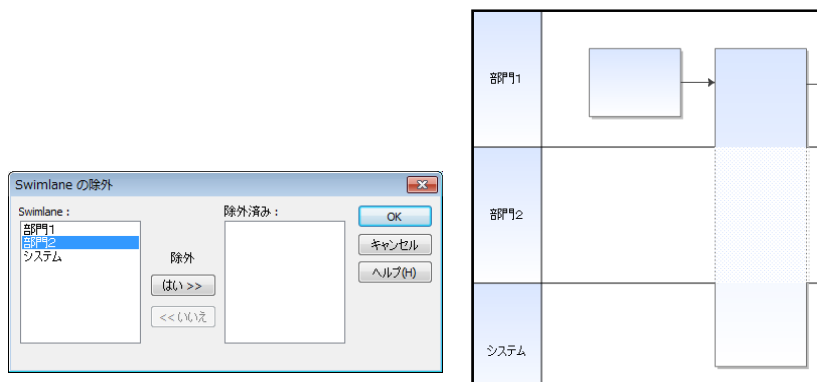 Swimlane の除外
Swimlane :
部門1
部門2
システム
除外
はい >>
<< いいえ
除外済み :
OK
キャンセル
ヘルプ(H)
部門1
部門2
システム